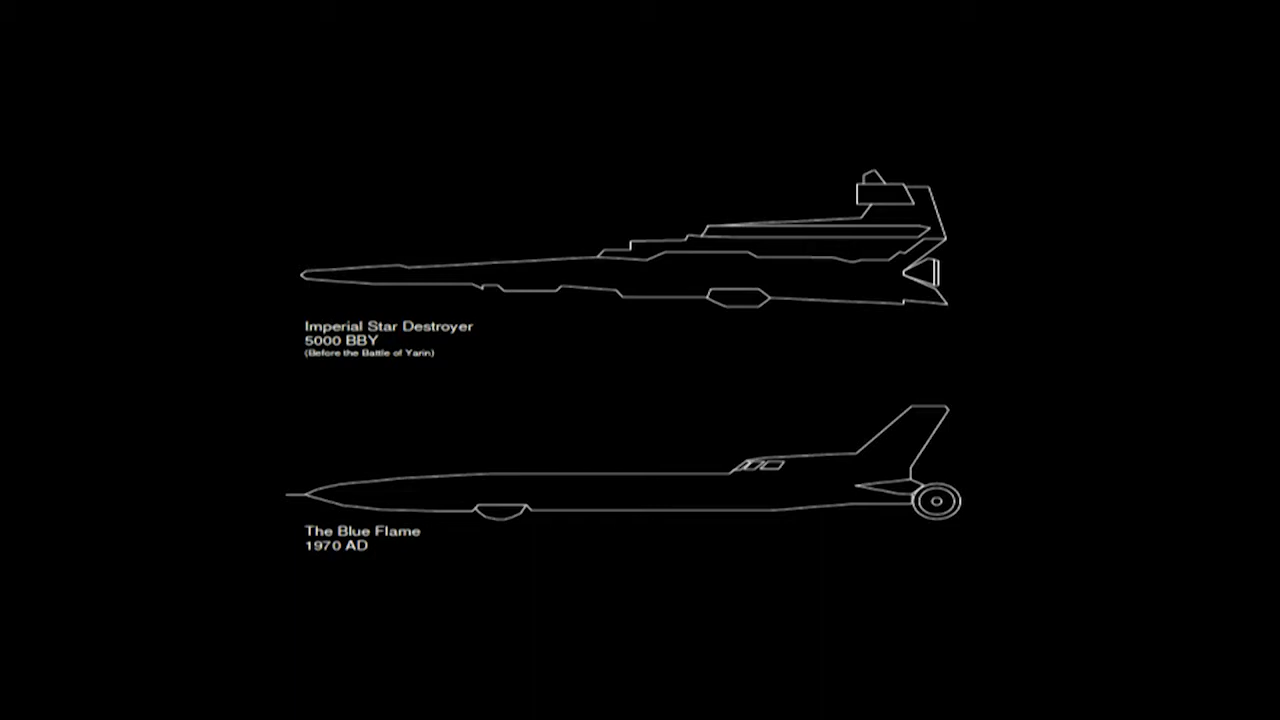 Imperial Star Destroyer
5000 BBY
(Before the Battle of Yarin)
The Blue Flame
1970 AD